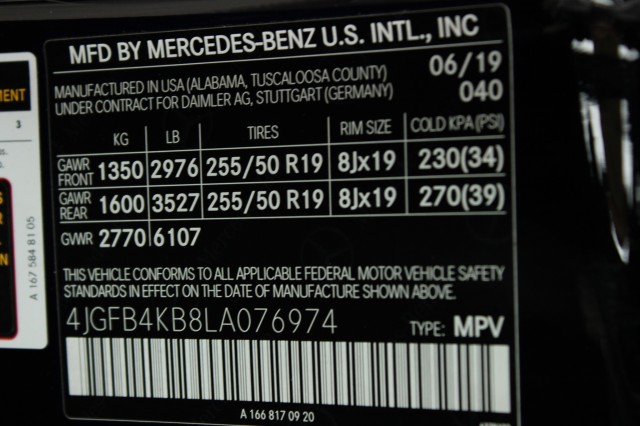 MFD BY MERCEDES-BENZ U.S. INTL., INC
MANUFACTURED IN USA (ALABAMA, TUSCALOOSA COUNTY) 06/19
UNDER CONTRACT FOR DAIMLER AG, STUTTGART (GERMANY) 040
KG LB TIRES RIM SIZE COLD KPA (PSI)
GAWR FRONT 1350 2976 255/50 R19 8Jx19 230(34)
GAWR REAR 1600 3527 255/50 R19 8Jx19 270(39)
GVWR 2770 6107
THIS VEHICLE CONFORMS TO ALL APPLICABLE FEDERAL MOTOR VEHICLE SAFETY
STANDARDS IN EFFECT ON THE DATE OF MANUFACTURE SHOWN ABOVE.
4JGFB4KB8LA076974 TYPE: MPV
A 166 817 09 20
3
A 167 584 81 05